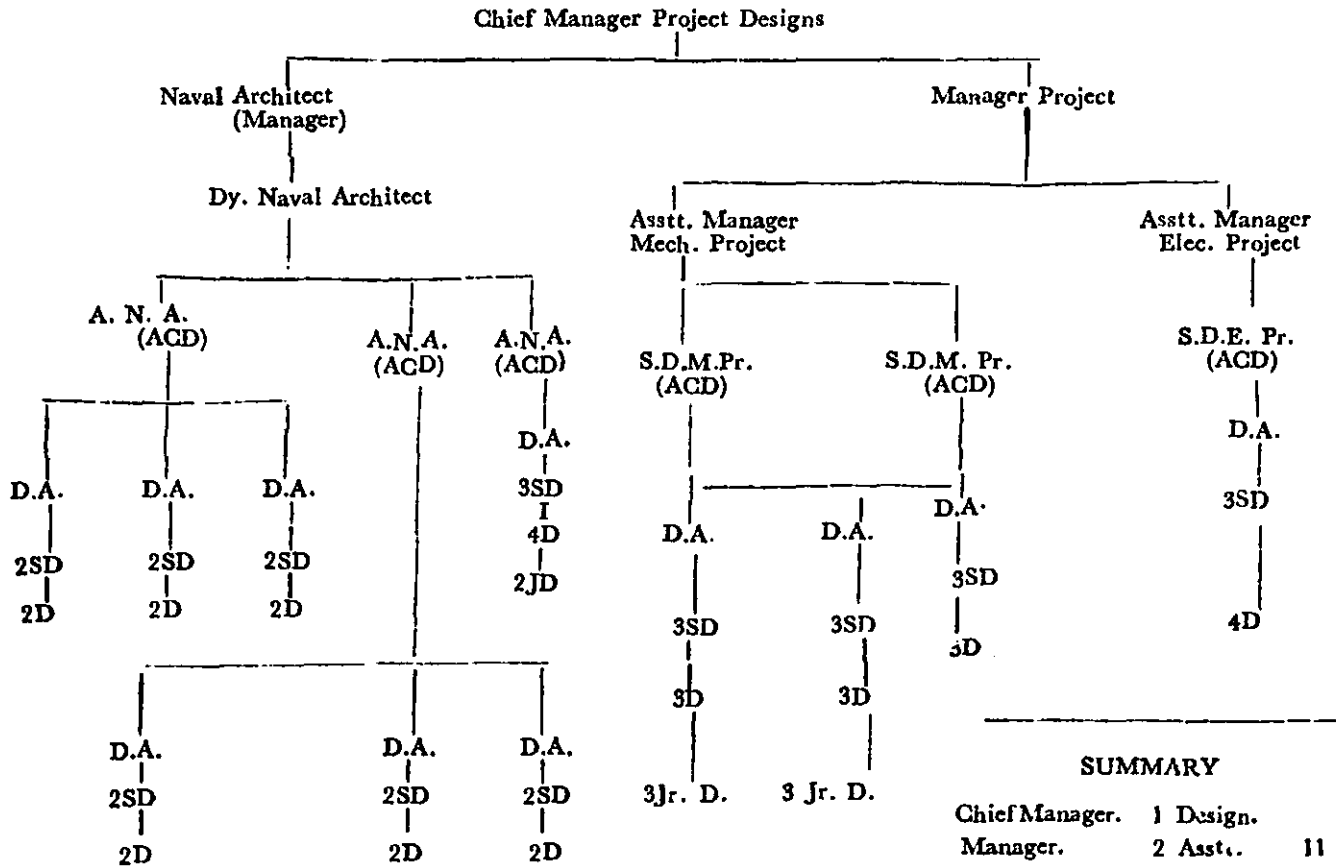 Chief Manager Project Designs
Naval Architect
(Manager)
Manager Project
Dy. Naval Architect
Asstt. Manager
Mech. Project
Asstt. Manager
Elec. Project
A. N. A.
(ACD)
A.N.A.
(ACD)
A.N.A.
(ACD)
S.D.M.Pr.
(ACD)
S.D.M. Pr.
(ACD)
S.D.E. Pr.
(ACD)
D.A.
D.A.
D.A.
D.A.
D.A.
D.A.
D.A.
D.A.
3SD
3SD
2SD
2SD
2SD
4D
2D
2D
2D
2JD
3SD
3SD
3SD
4D
3D
3D
3D
D.A.
D.A.
D.A.
3Jr. D.
3 Jr. D.
2SD
2SD
2SD
2D
2D
2D
SUMMARY
Chief Manager. 1 Design.
Manager. 2 Asst. 11